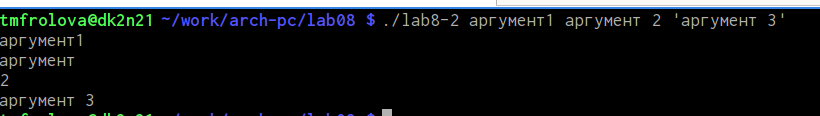 tmfrolova@dk2n21 ~/work/arch-pc/lab08 $ ./lab8-2 аргумент1 аргумент 2 'аргумент 3'
аргумент1
аргумент
2
аргумент 3